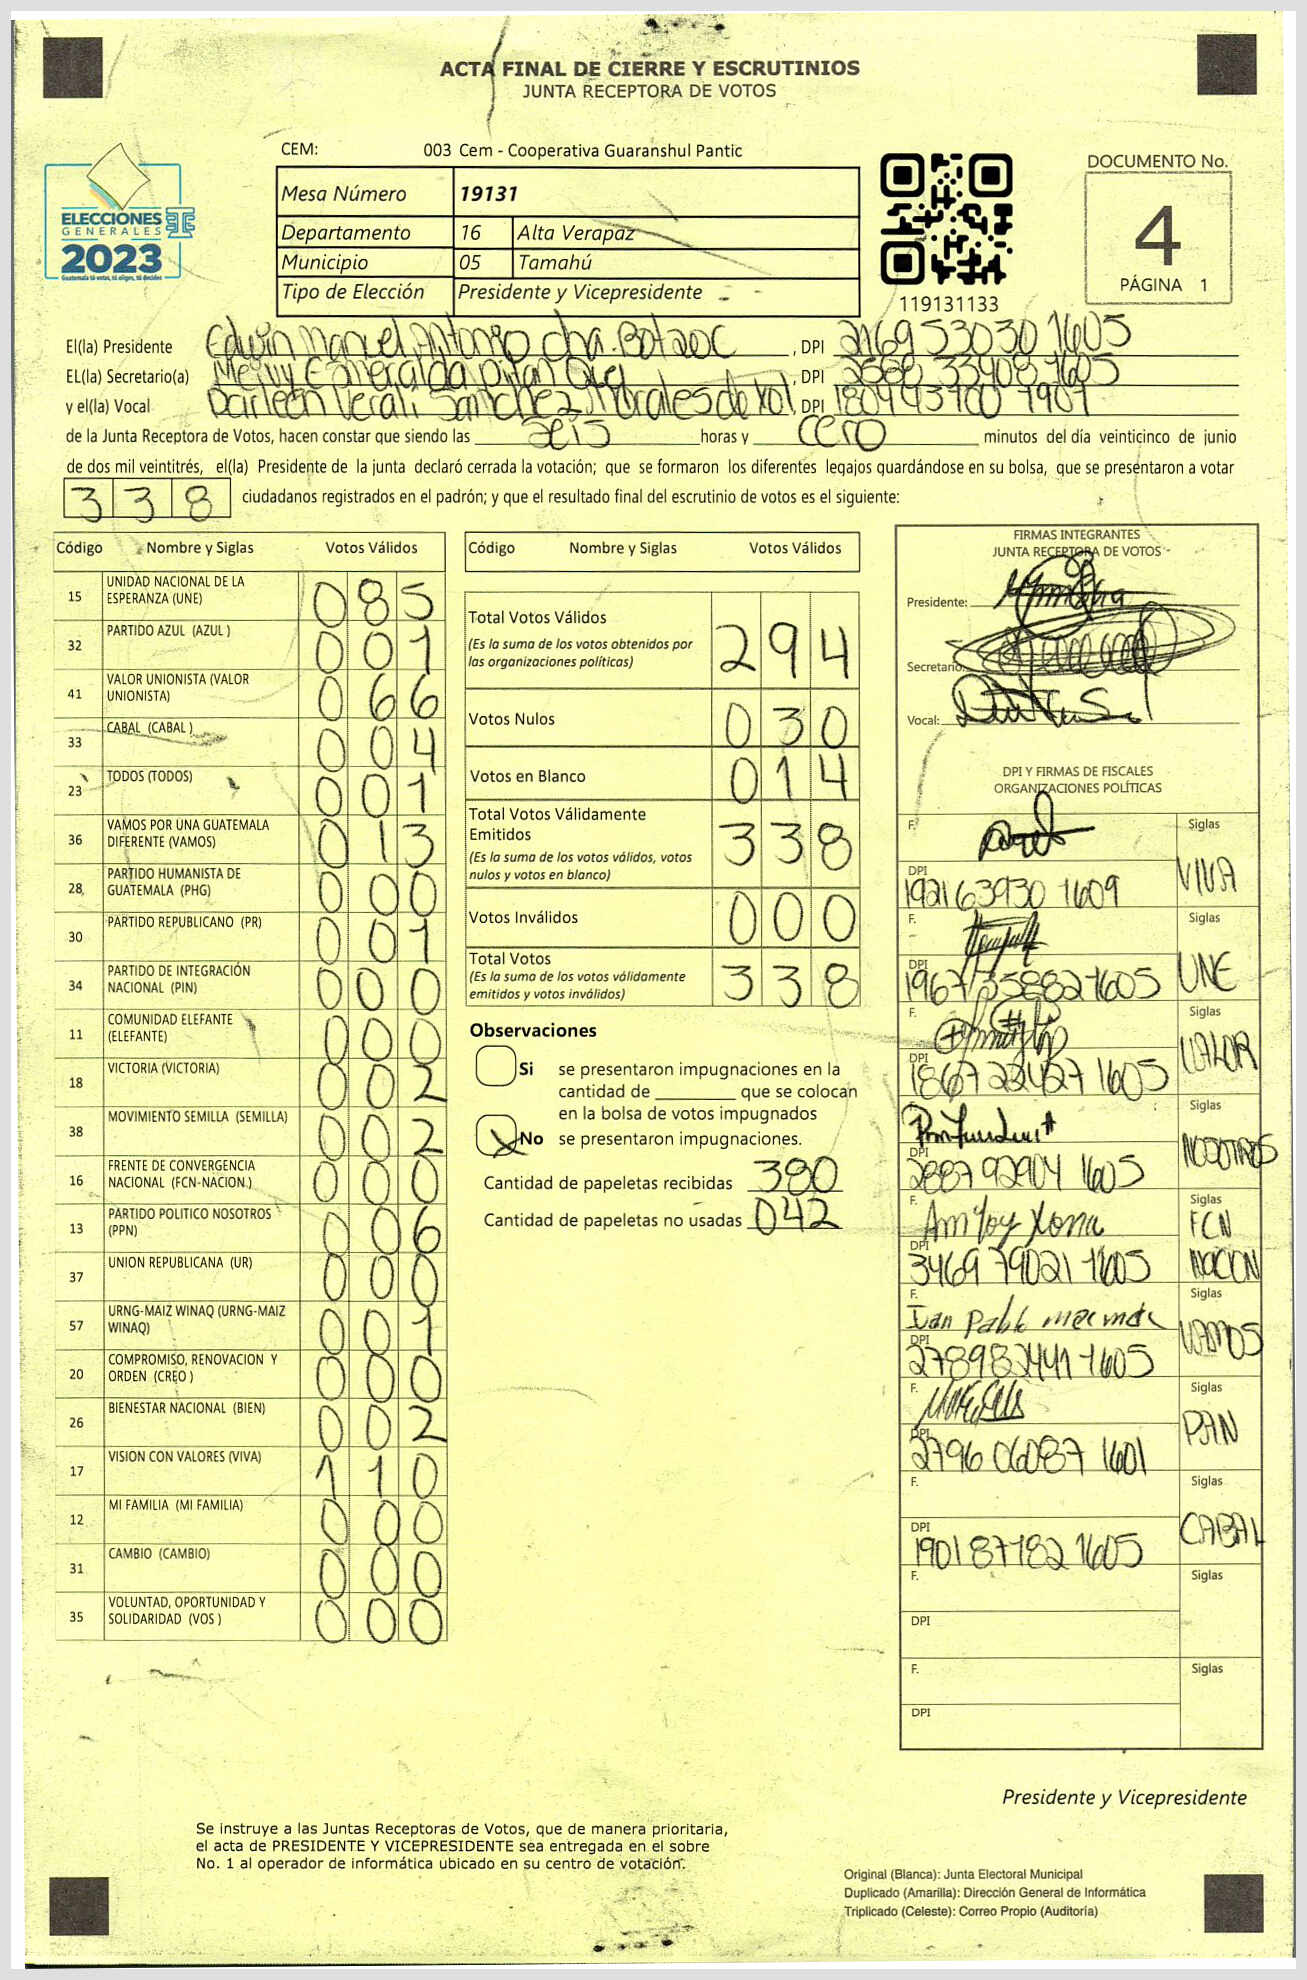 ACTA FINAL DE CIERRE Y ESCRUTINIOS
JUNTA RECEPTORA DE VOTOS
CEM: 003 Cem - Cooperativa Guaranshul Pantic
DOCUMENTO No.
4
PÁGINA 1
ELECCIONES
GENERALES
2023
Guatemala tú votas, tú eliges, tú decides
Mesa Número 19131
Departamento 16 Alta Verapaz
Municipio 05 Tamahú
Tipo de Elección Presidente y Vicepresidente
119131133
El(la) Presidente Edwin Manuel Antonio cha Botzoc, DPI 2169 53030 1605
EL(la) Secretario(a) Esmeralda, DPI 2588 33408 1605
y el(la) Vocal Darleen Sanchez Morales de Xol, DPI
de la Junta Receptora de Votos, hacen constar que siendo las seis horas y cero minutos del día veinticinco de junio
de dos mil veintitrés, el(la) Presidente de la junta declaró cerrada la votación; que se formaron los diferentes legajos guardándose en su bolsa, que se presentaron a votar
338 ciudadanos registrados en el padrón; y que el resultado final del escrutinio de votos es el siguiente:
Código Nombre y Siglas Votos Válidos
15 UNIDAD NACIONAL DE LA ESPERANZA (UNE) 085
32 PARTIDO AZUL (AZUL ) 001
41 VALOR UNIONISTA (VALOR UNIONISTA) 066
33 CABAL (CABAL ) 004
23 TODOS (TODOS) 001
36 VAMOS POR UNA GUATEMALA DIFERENTE (VAMOS) 013
28 PARTIDO HUMANISTA DE GUATEMALA (PHG) 000
30 PARTIDO REPUBLICANO (PR) 001
34 PARTIDO DE INTEGRACIÓN NACIONAL (PIN) 000
11 COMUNIDAD ELEFANTE (ELEFANTE) 000
18 VICTORIA (VICTORIA) 002
38 MOVIMIENTO SEMILLA (SEMILLA) 002
16 FRENTE DE CONVERGENCIA NACIONAL (FCN-NACION ) 000
13 PARTIDO POLITICO NOSOTROS (PPN) 006
37 UNION REPUBLICANA (UR) 000
57 URNG-MAIZ WINAQ (URNG-MAIZ WINAQ) 001
20 COMPROMISO, RENOVACION Y ORDEN (CREO ) 000
26 BIENESTAR NACIONAL (BIEN) 002
17 VISION CON VALORES (VIVA) 110
12 MI FAMILIA (MI FAMILIA) 000
31 CAMBIO (CAMBIO) 000
35 VOLUNTAD, OPORTUNIDAD Y SOLIDARIDAD (VOS ) 000
Código Nombre y Siglas Votos Válidos
Total Votos Válidos 294
(Es la suma de los votos obtenidos por
las organizaciones políticas)
Votos Nulos 030
Votos en Blanco 014
Total Votos Válidamente
Emitidos 338
(Es la suma de los votos válidos, votos
nulos y votos en blanco)
Votos Inválidos 000
Total Votos 338
(Es la suma de los votos válidamente
emitidos y votos inválidos)
Observaciones
Si se presentaron impugnaciones en la
cantidad de ________ que se colocan
en la bolsa de votos impugnados
X No se presentaron impugnaciones.
Cantidad de papeletas recibidas 380
Cantidad de papeletas no usadas 042
FIRMAS INTEGRANTES
JUNTA RECEPTORA DE VOTOS
Presidente:
Secretario:
Vocal:
DPI Y FIRMAS DE FISCALES
ORGANIZACIONES POLÍTICAS
F. Siglas
DPI 1921 63930 1609 VIVA
F. Siglas
DPI 1967 35882 1605 UNE
F. Siglas
DPI 1867 22427 1605 VALOR
Siglas
DPI 2887 92904 1605 NOSOTROS
F. Siglas
DPI 3469 79021 1605 FCN NACION
F. Ivan Pablo Siglas
DPI 2789 82441 1605 VAMOS
F. Siglas
DPI 2796 06087 1601 PAN
F. Siglas
DPI 1901 87782 1605 CABAL
F. Siglas
DPI
F. Siglas
DPI
Presidente y Vicepresidente
Se instruye a las Juntas Receptoras de Votos, que de manera prioritaria,
el acta de PRESIDENTE Y VICEPRESIDENTE sea entregada en el sobre
No. 1 al operador de informática ubicado en su centro de votación.
Original (Blanca): Junta Electoral Municipal
Duplicado (Amarilla): Dirección General de Informática
Triplicado (Celeste): Correo Propio (Auditoría)